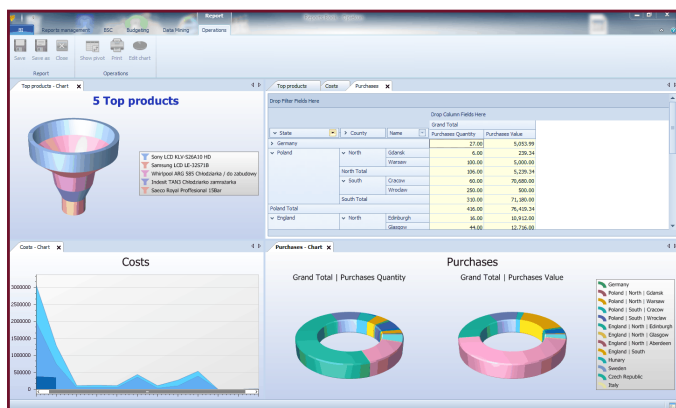 Report
BI Reports management BSC Budgeting Data Mining Operations
Save Save as Close Show pivot Print Edit chart
Report Operations
Top products - Chart
5 Top products
Sony LCD KLV-S26A10 HD
Samsung LCD LE-32S71B
Whirlpool ARG 585 Chłodziarko / do zabudowy
Indesit TAN3 Chłodziarko zamrażarka
Saeco Royal Proffesional 15Bar
Top products Costs Purchases
Drop Filter Fields Here
Drop Column Fields Here
Grand Total
State County Name Purchases Quantity Purchases Value
Germany 27.00 5,053.99
Poland North Gdansk 6.00 239.34
Warsaw 100.00 5,000.00
North Total 106.00 5,239.34
South Cracow 60.00 70,680.00
Wroclaw 250.00 500.00
South Total 310.00 71,180.00
Poland Total 416.00 76,419.34
England North Edinburgh 16.00 10,912.00
Glasgow 44.00 12,716.00
Costs - Chart
Costs
3000000
2500000
2000000
1500000
1000000
500000
0
Purchases - Chart
Purchases
Grand Total | Purchases Quantity
Grand Total | Purchases Value
Germany
Poland | North | Gdansk
Poland | North | Warsaw
Poland | South | Cracow
Poland | South | Wroclaw
England | North | Edinburgh
England | North | Glasgow
England | North | Aberdeen
England | South
Hunary
Sweden
Czech Republic
Italy